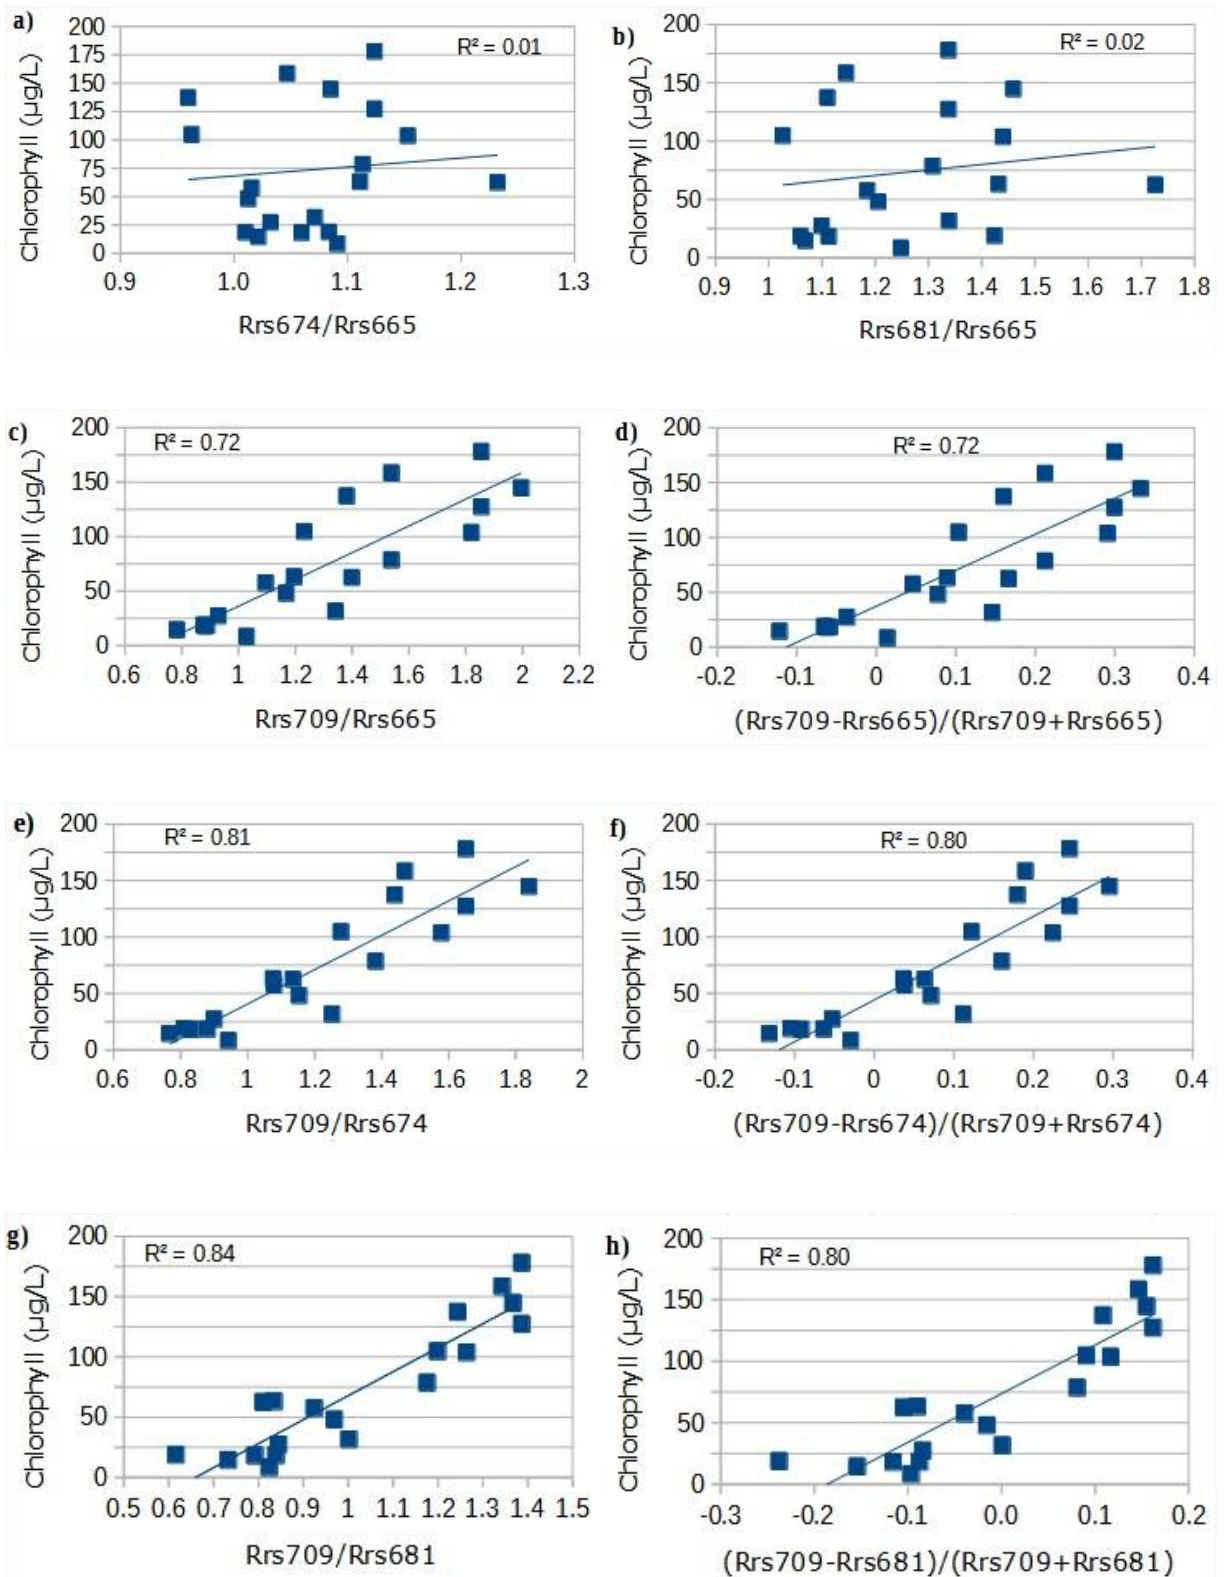 a)
R² = 0.01
Chlorophyll (µg/L)
200
175
150
125
100
75
50
25
0
0.9 1.0 1.1 1.2 1.3
Rrs674/Rrs665
b)
R² = 0.02
Chlorophyll (µg/L)
200
150
100
50
0
0.9 1 1.1 1.2 1.3 1.4 1.5 1.6 1.7 1.8
Rrs681/Rrs665
c)
R² = 0.72
Chlorophyll (µg/L)
200
150
100
50
0
0.6 0.8 1 1.2 1.4 1.6 1.8 2 2.2
Rrs709/Rrs665
d)
R² = 0.72
Chlorophyll (µg/L)
200
150
100
50
0
-0.2 -0.1 0 0.1 0.2 0.3 0.4
(Rrs709-Rrs665)/(Rrs709+Rrs665)
e)
R² = 0.81
Chlorophyll (µg/L)
200
150
100
50
0
0.6 0.8 1 1.2 1.4 1.6 1.8 2
Rrs709/Rrs674
f)
R² = 0.80
Chlorophyll (µg/L)
200
150
100
50
0
-0.2 -0.1 0 0.1 0.2 0.3 0.4
(Rrs709-Rrs674)/(Rrs709+Rrs674)
g)
R² = 0.84
Chlorophyll (µg/L)
200
150
100
50
0
0.5 0.6 0.7 0.8 0.9 1 1.1 1.2 1.3 1.4 1.5
Rrs709/Rrs681
h)
R² = 0.80
Chlorophyll (µg/L)
200
150
100
50
0
-0.3 -0.2 -0.1 0.0 0.1 0.2
(Rrs709-Rrs681)/(Rrs709+Rrs681)